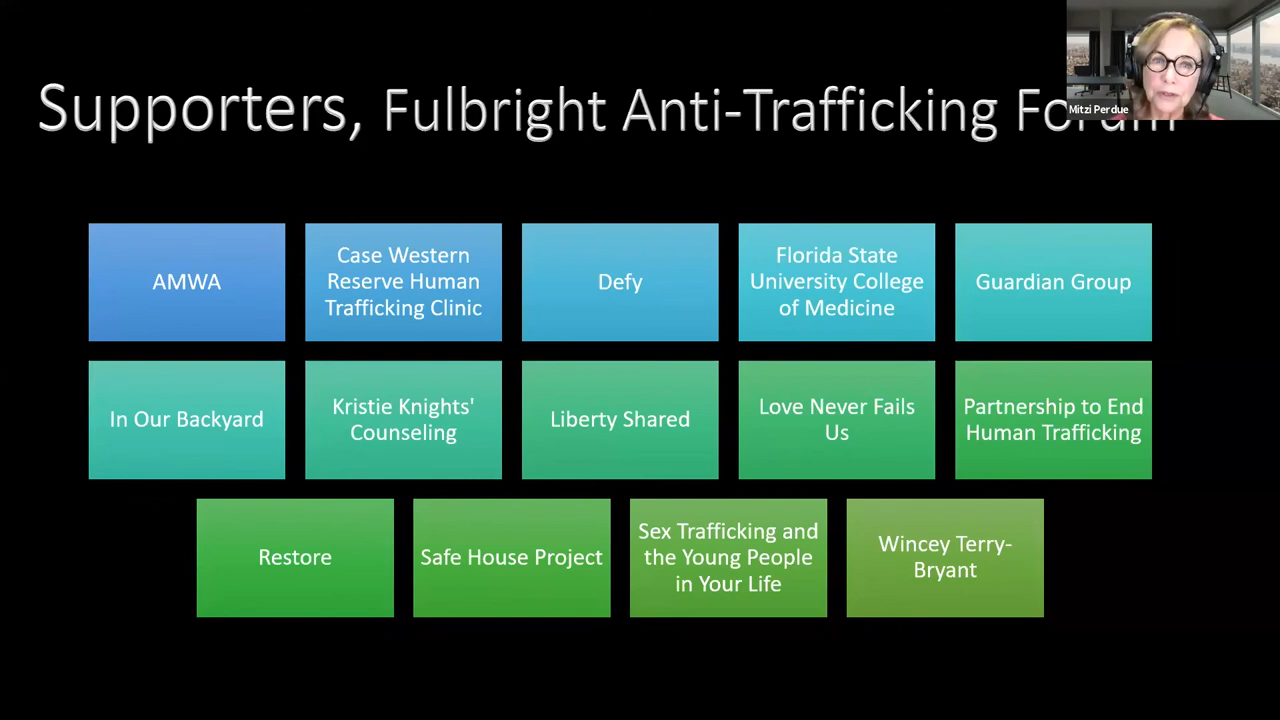 Supporters, Fulbright Anti-Trafficking Forum
Mitzi Perdue
AMWA
Case Western
Reserve Human
Trafficking Clinic
Defy
Florida State
University College
of Medicine
Guardian Group
In Our Backyard
Kristie Knights'
Counseling
Liberty Shared
Love Never Fails
Us
Partnership to End
Human Trafficking
Restore
Safe House Project
Sex Trafficking and
the Young People
in Your Life
Wincey Terry-
Bryant